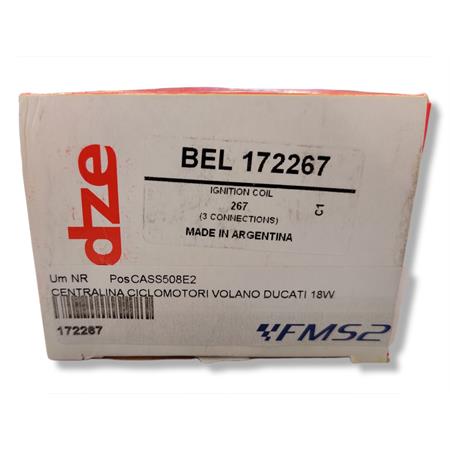 dze
BEL 172267
IGNITION COIL
267
(3 CONNECTIONS)
C1
MADE IN ARGENTINA
Um NR PosCASS508E2
CENTRALINA CICLOMOTORI VOLANO DUCATI 18W
172267
FMS2